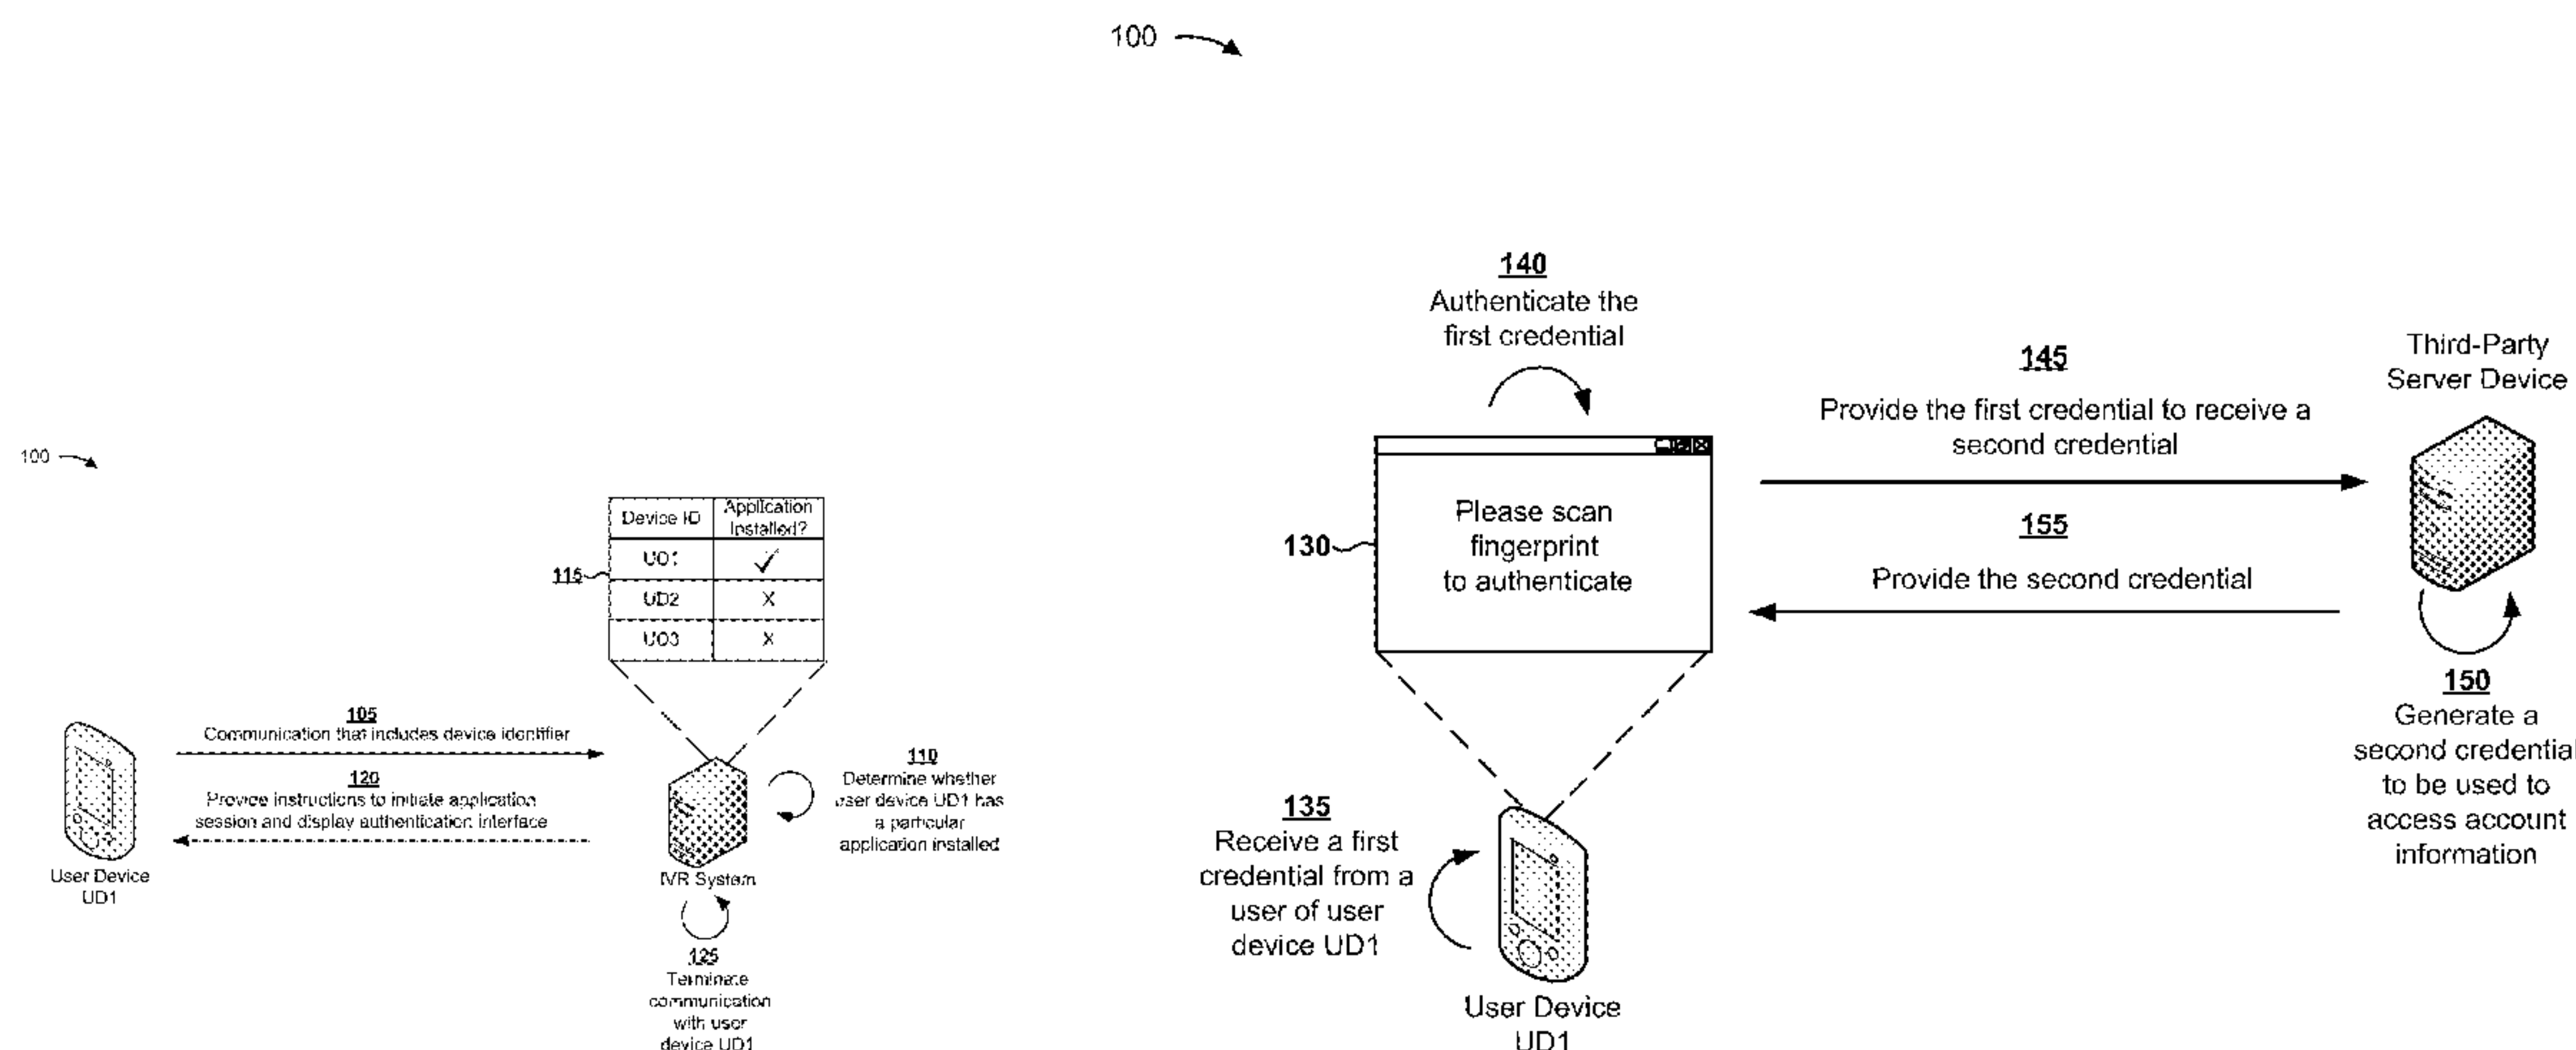 100
Device ID
Application
Installed?
UD1
UD2
X
UD3
X
115
105
Communication that includes device identifier
120
Provide instructions to initiate application
session and display authentication interface
110
Determine whether
user device UD1 has
a particular
application installed
User Device
UD1
IVR System
125
Terminate
communication
with user
device UD1
100
140
Authenticate the
first credential
130
Please scan
fingerprint
to authenticate
145
Provide the first credential to receive a
second credential
155
Provide the second credential
Third-Party
Server Device
150
Generate a
second credential
to be used to
access account
information
135
Receive a first
credential from a
user of user
device UD1
User Device
UD1